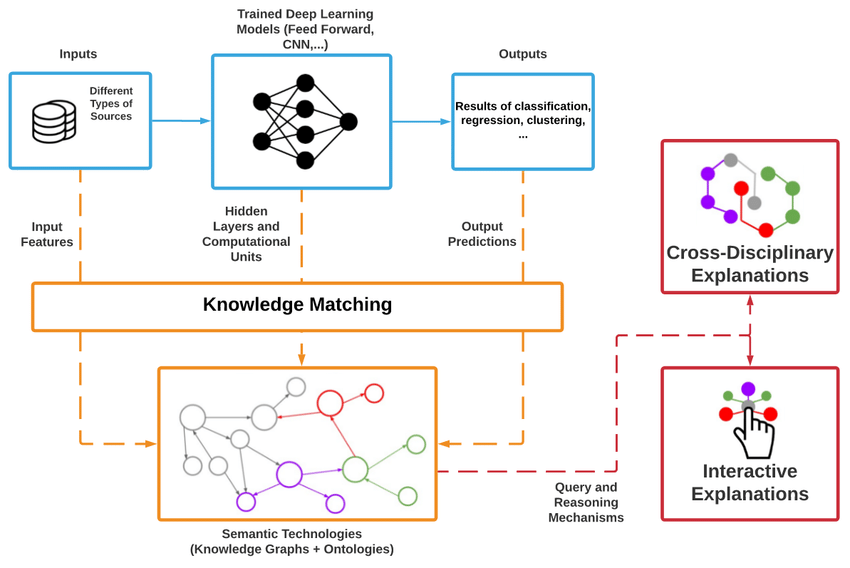 Trained Deep Learning
Models (Feed Forward,
CNN,...)
Inputs
Outputs
Different
Types of
Sources
Results of classification,
regression, clustering,
...
Input
Features
Hidden
Layers and
Computational
Units
Output
Predictions
Knowledge Matching
Cross-Disciplinary
Explanations
Interactive
Explanations
Query and
Reasoning
Mechanisms
Semantic Technologies
(Knowledge Graphs + Ontologies)